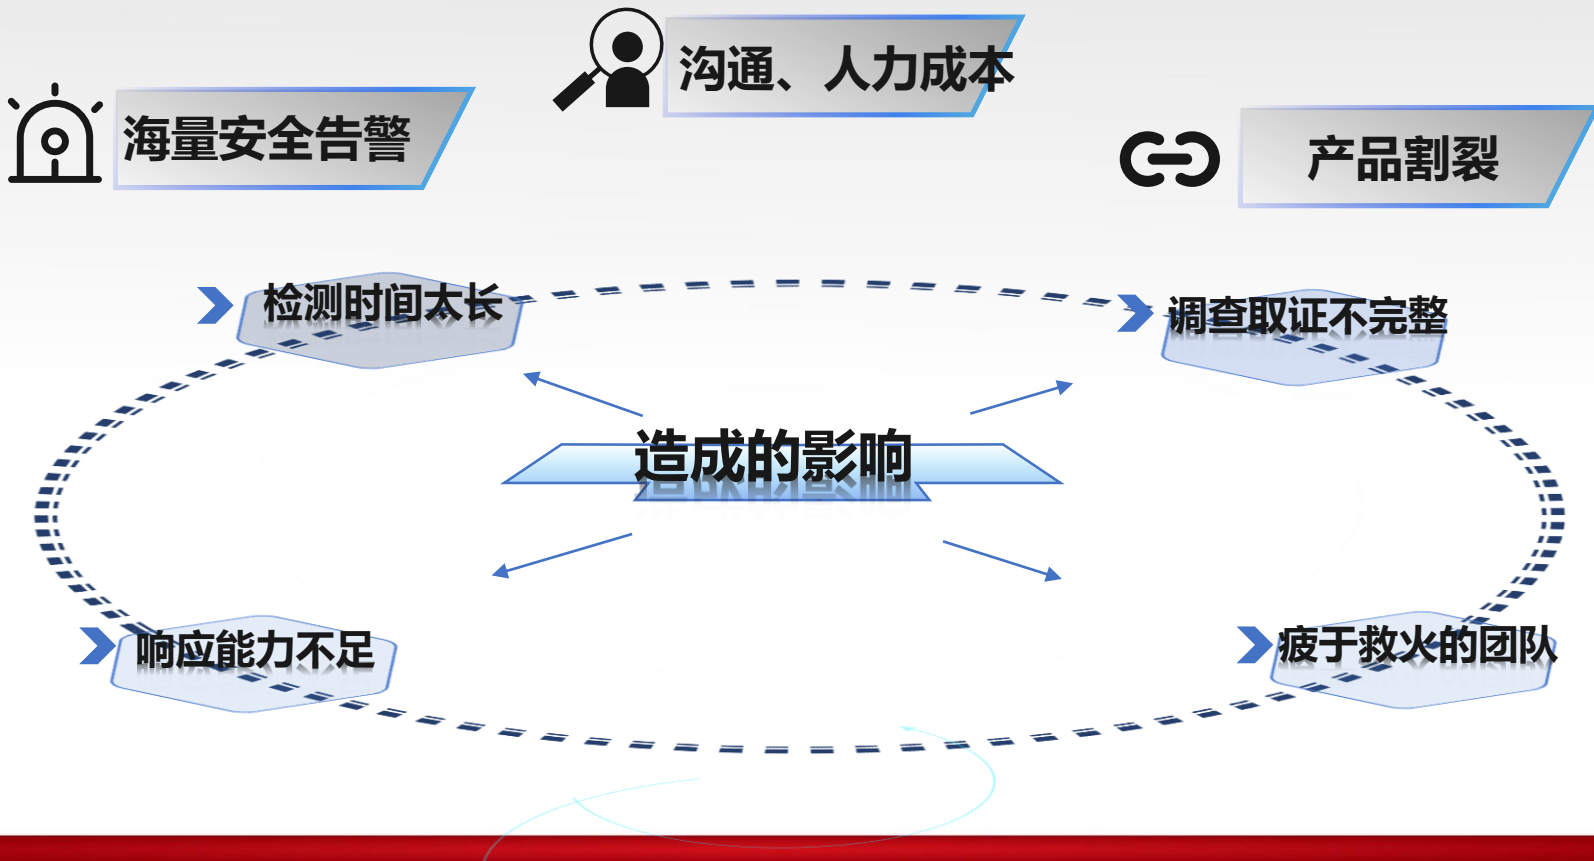 沟通、人力成本
海量安全告警
产品割裂
检测时间太长
调查取证不完整
造成的影响
响应能力不足
疲于救火的团队